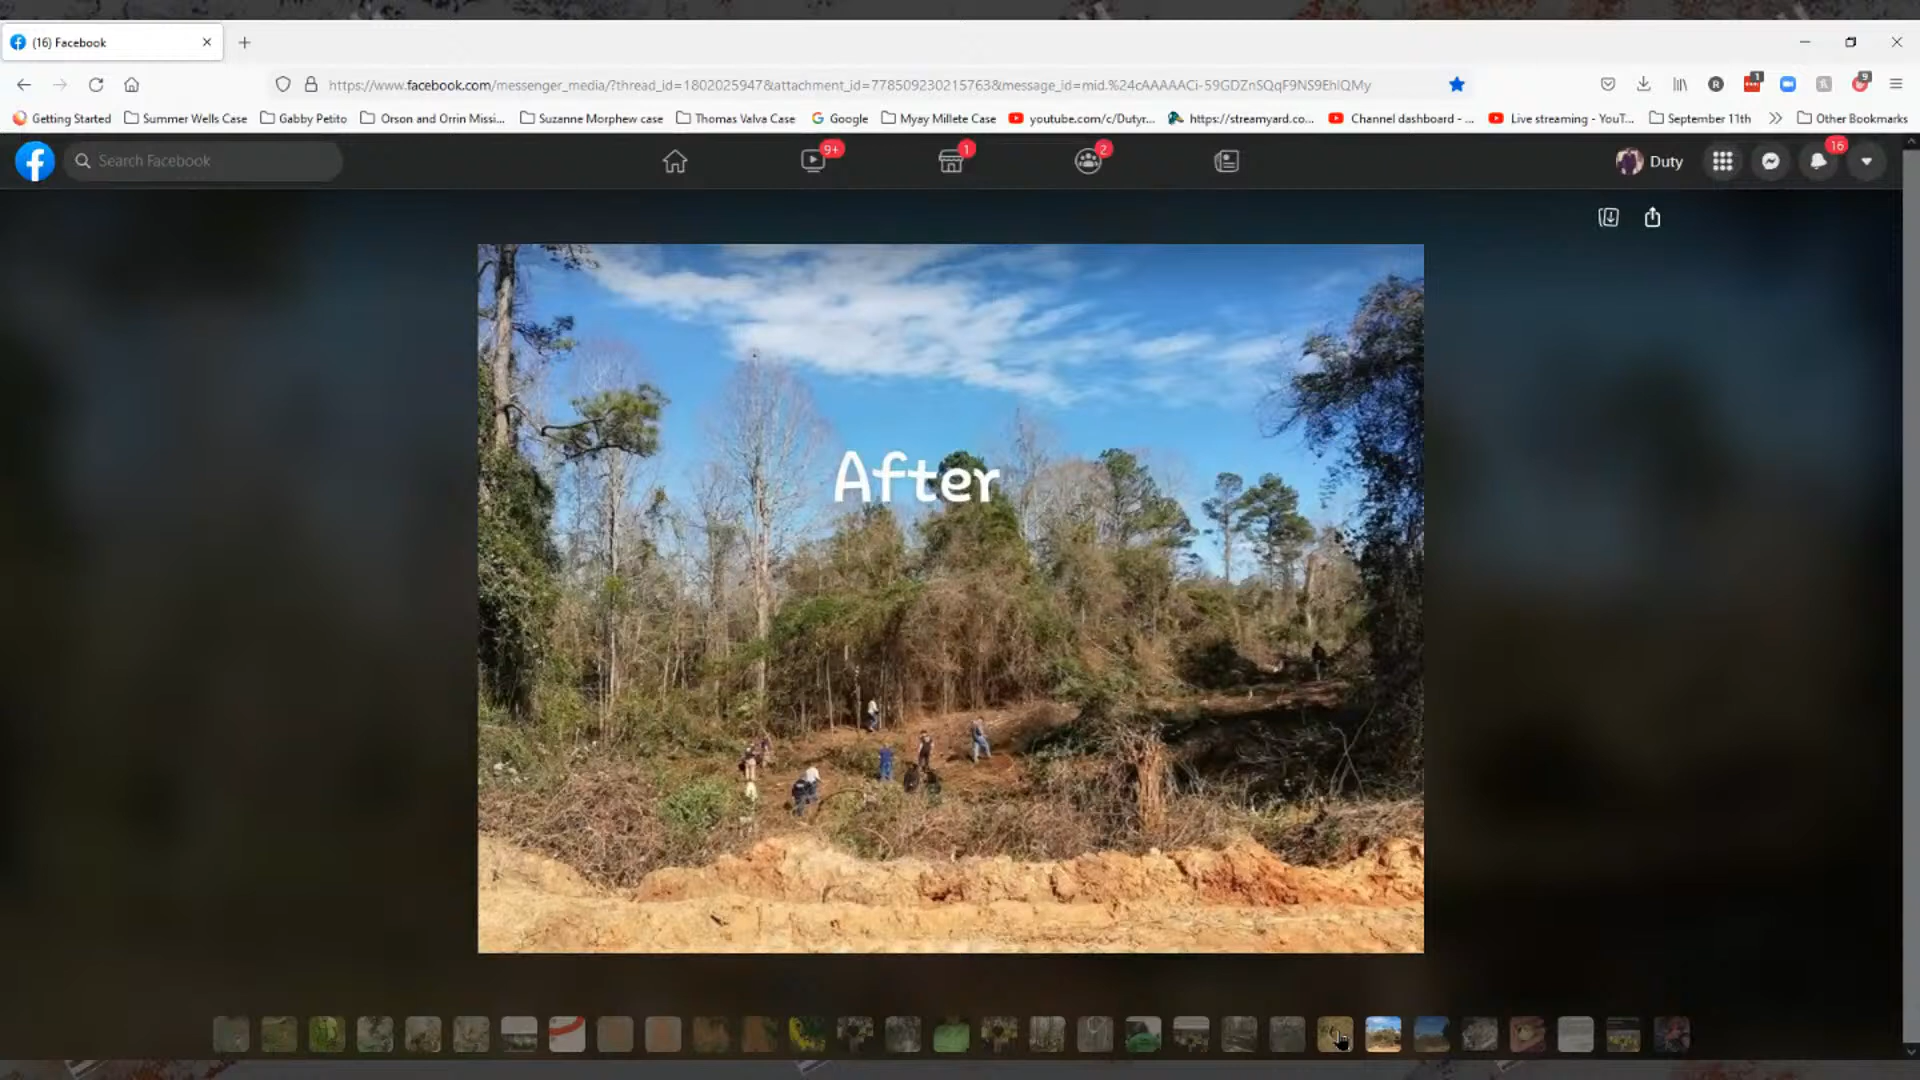 (16) Facebook
https://www.facebook.com/messenger_media/?thread_id=1802025947&attachment_id=778509230215763&message_id=mid.%24cAAAAACi-59GDZnSQqF9NS9EhlQMy
1
9
Getting Started
Summer Wells Case
Gabby Petito
Orson and Orrin Missi...
Suzanne Morphew case
Thomas Valva Case
Google
Myay Millete Case
youtube.com/c/Dutyr...
https://streamyard.co...
Channel dashboard - ...
Live streaming - YouT...
September 11th
Other Bookmarks
Search Facebook
9+
1
2
Duty
16
After